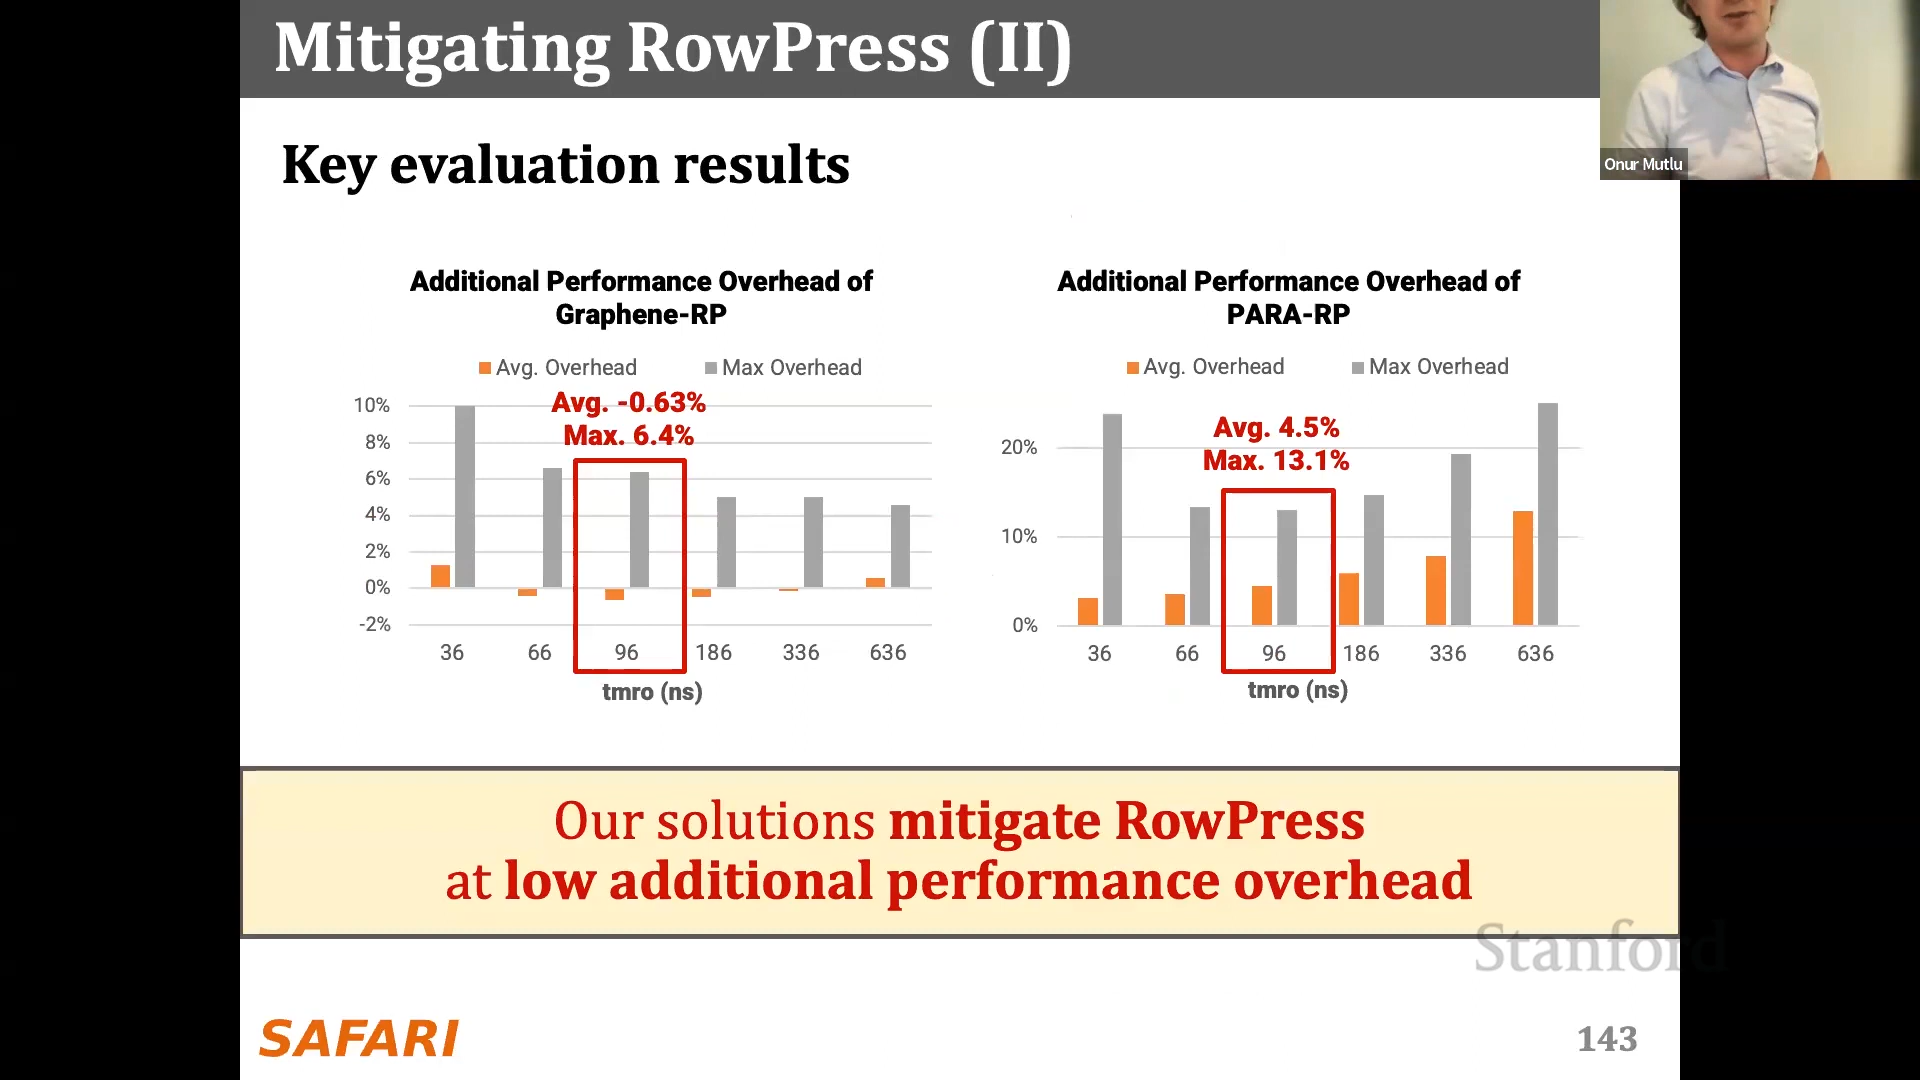 Mitigating RowPress (II)
Onur Mutlu
Key evaluation results
Additional Performance Overhead of
Graphene-RP
Avg. Overhead
Max Overhead
Avg. -0.63%
Max. 6.4%
10%
8%
6%
4%
2%
0%
-2%
36 66 96 186 336 636
tmro (ns)
Additional Performance Overhead of
PARA-RP
Avg. Overhead
Max Overhead
Avg. 4.5%
Max. 13.1%
20%
10%
0%
36 66 96 186 336 636
tmro (ns)
Our solutions mitigate RowPress
at low additional performance overhead
Stanford
SAFARI
143